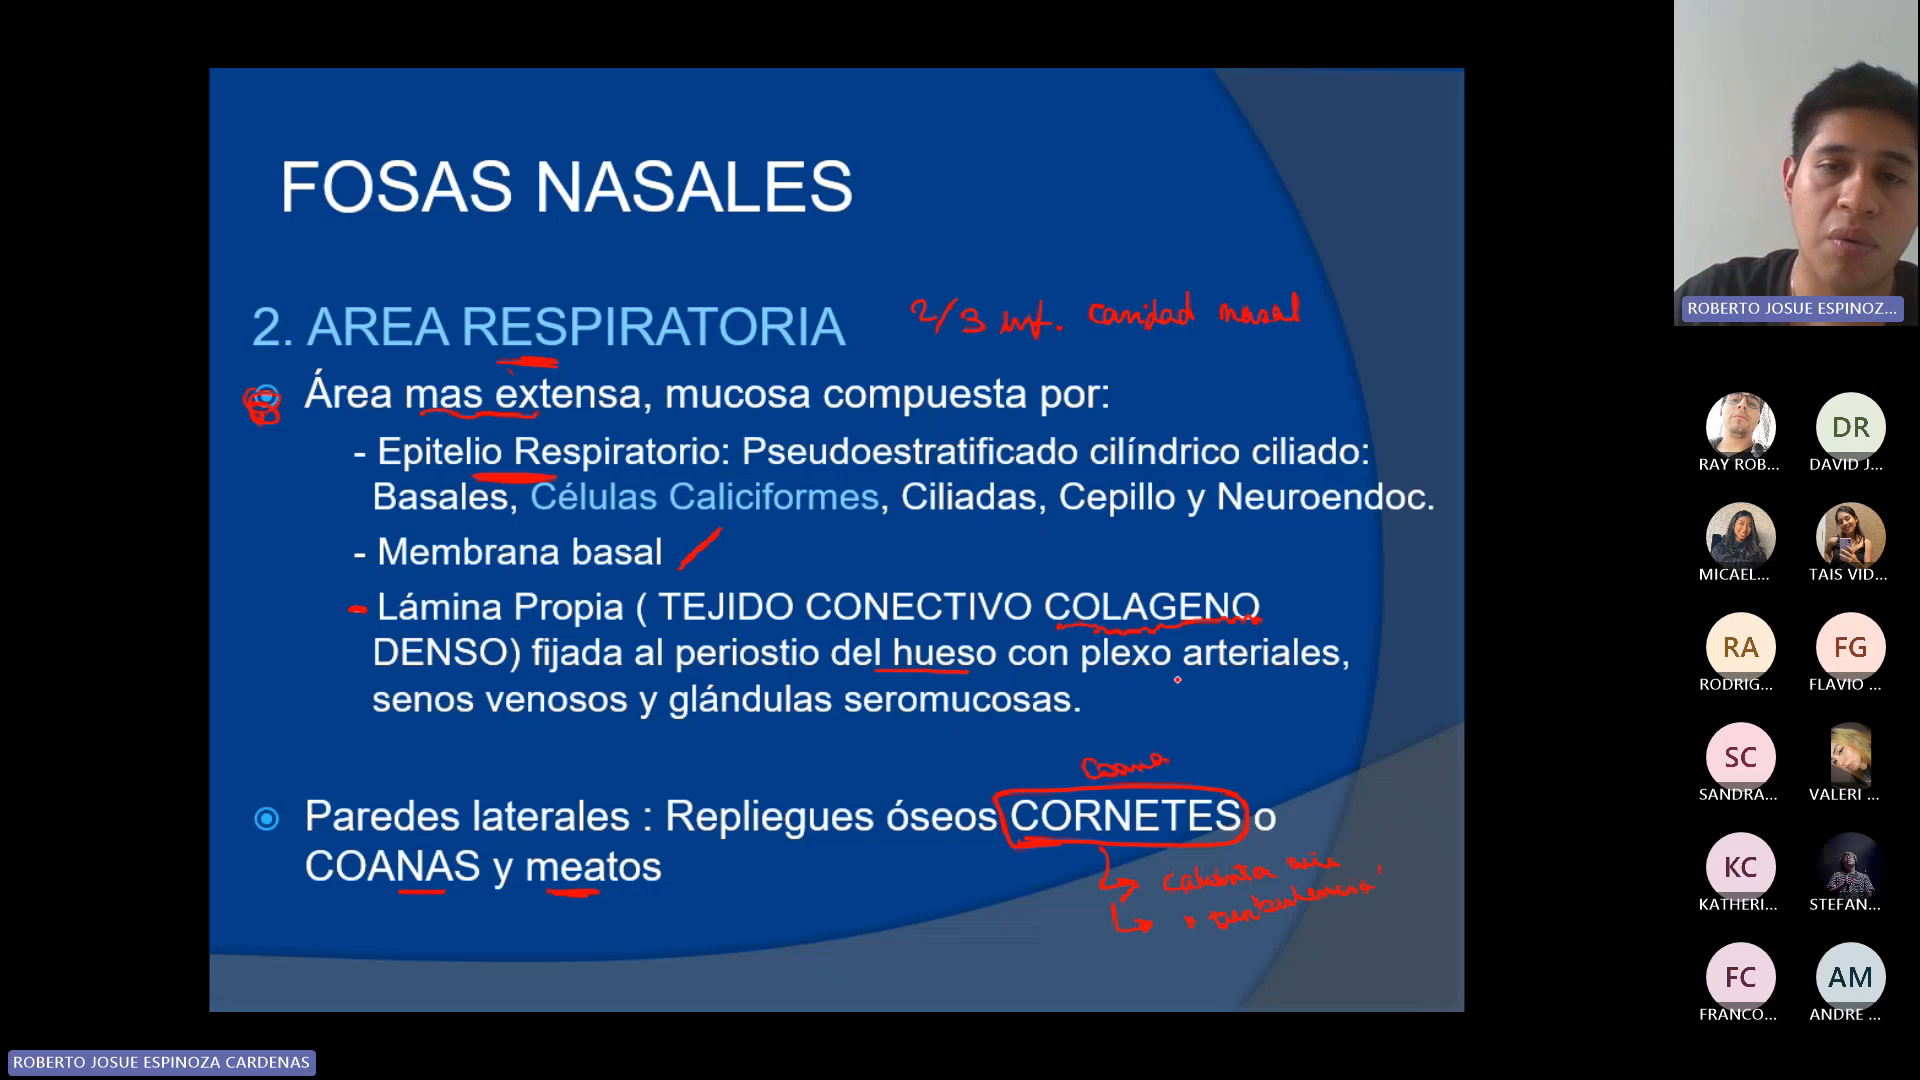 FOSAS NASALES
2. AREA RESPIRATORIA 2/3 inf. cavidad nasal
Área mas extensa, mucosa compuesta por:
- Epitelio Respiratorio: Pseudoestratificado cilíndrico ciliado:
Basales, Células Caliciformes, Ciliadas, Cepillo y Neuroendoc.
- Membrana basal
- Lámina Propia ( TEJIDO CONECTIVO COLAGENO
DENSO) fijada al periostio del hueso con plexo arteriales,
senos venosos y glándulas seromucosas.
Coana
Paredes laterales : Repliegues óseos CORNETES o
COANAS y meatos
calienta aire
turbulencia
ROBERTO JOSUE ESPINOZ...
RAY ROB...
DR
DAVID J...
MICAEL...
TAIS VID...
RA
RODRIG...
FG
FLAVIO ...
SC
SANDRA...
VALERI ...
KC
KATHERI...
STEFAN...
FC
FRANCO...
AM
ANDRE ...
ROBERTO JOSUE ESPINOZA CARDENAS